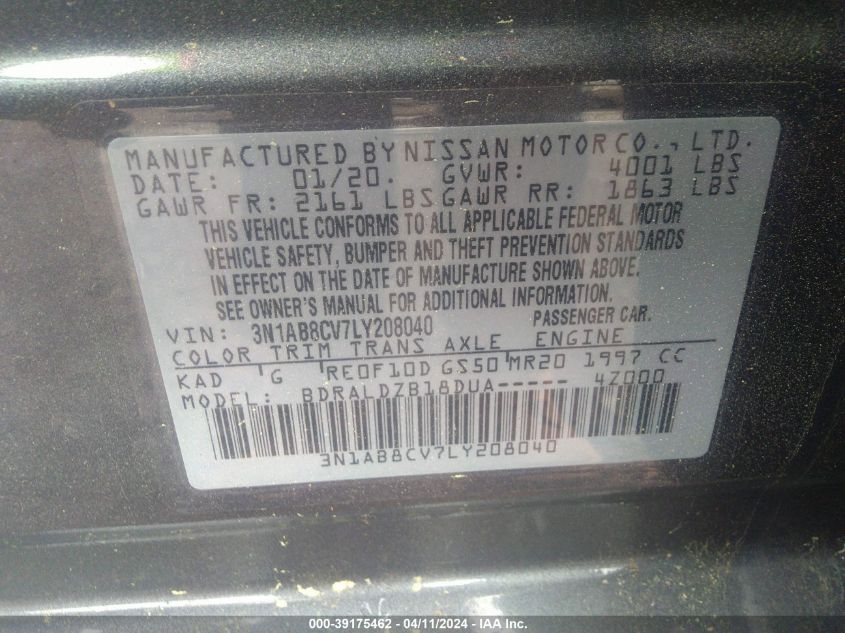 MANUFACTURED BY NISSAN MOTOR CO., LTD.
DATE: 01/20. GVWR: 4001 LBS
GAWR FR: 2161 LBS GAWR RR: 1863 LBS
THIS VEHICLE CONFORMS TO ALL APPLICABLE FEDERAL MOTOR
VEHICLE SAFETY, BUMPER AND THEFT PREVENTION STANDARDS
IN EFFECT ON THE DATE OF MANUFACTURE SHOWN ABOVE.
SEE OWNER'S MANUAL FOR ADDITIONAL INFORMATION.
VIN: 3N1AB8CV7LY208040 PASSENGER CAR.
COLOR TRIM TRANS AXLE ENGINE
KAD G RE0F10D GS50 MR20 1997 CC
MODEL: BDRALDZB18DUA----- 4Z000
3N1AB8CV7LY208040
000-39175462 - 04/11/2024 - IAA Inc.